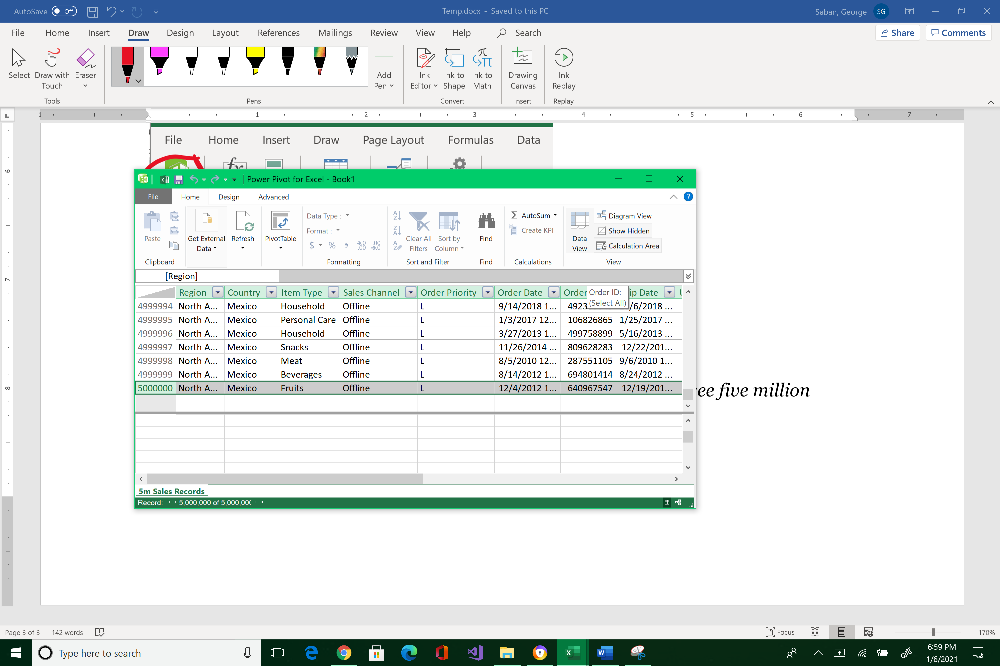 AutoSave Off Temp.docx - Saved to this PC Saban, George SG
File Home Insert Draw Design Layout References Mailings Review View Help Search Share Comments
Select Draw with Touch Eraser Add Pen Ink Editor Ink to Shape Ink to Math Drawing Canvas Ink Replay
Tools Pens Convert Insert Replay
1 1 2 3 4 5 6 7
File Home Insert Draw Page Layout Formulas Data
6
7
8
Power Pivot for Excel - Book1
File Home Design Advanced
Paste Get External Data Refresh PivotTable
Data Type :
Format :
$ %
Clear All Filters Sort by Column Find
AutoSum
Create KPI
Data View
Diagram View
Show Hidden
Calculation Area
Clipboard Formatting Sort and Filter Find Calculations View
[Region]
Region Country Item Type Sales Channel Order Priority Order Date Order ip Date
Order ID:
(Select All)
4999994 North A... Mexico Household Offline L 9/14/2018 1... 492 /6/2018 ...
4999995 North A... Mexico Personal Care Offline L 1/3/2017 12... 106826865 1/25/2017 ...
4999996 North A... Mexico Household Offline L 3/27/2013 1... 499758899 5/16/2013 ...
4999997 North A... Mexico Snacks Offline L 11/26/2014 ... 809628283 12/22/201...
4999998 North A... Mexico Meat Offline L 8/5/2010 12... 287551105 9/6/2010 1...
4999999 North A... Mexico Beverages Offline L 8/14/2012 1... 694801414 8/24/2012 ...
5000000 North A... Mexico Fruits Offline L 12/4/2012 1... 640967547 12/19/201...
ee five million
5m Sales Records
Record: 5,000,000 of 5,000,000
Page 3 of 3 142 words Focus 170%
Type here to search
6:59 PM
1/6/2021